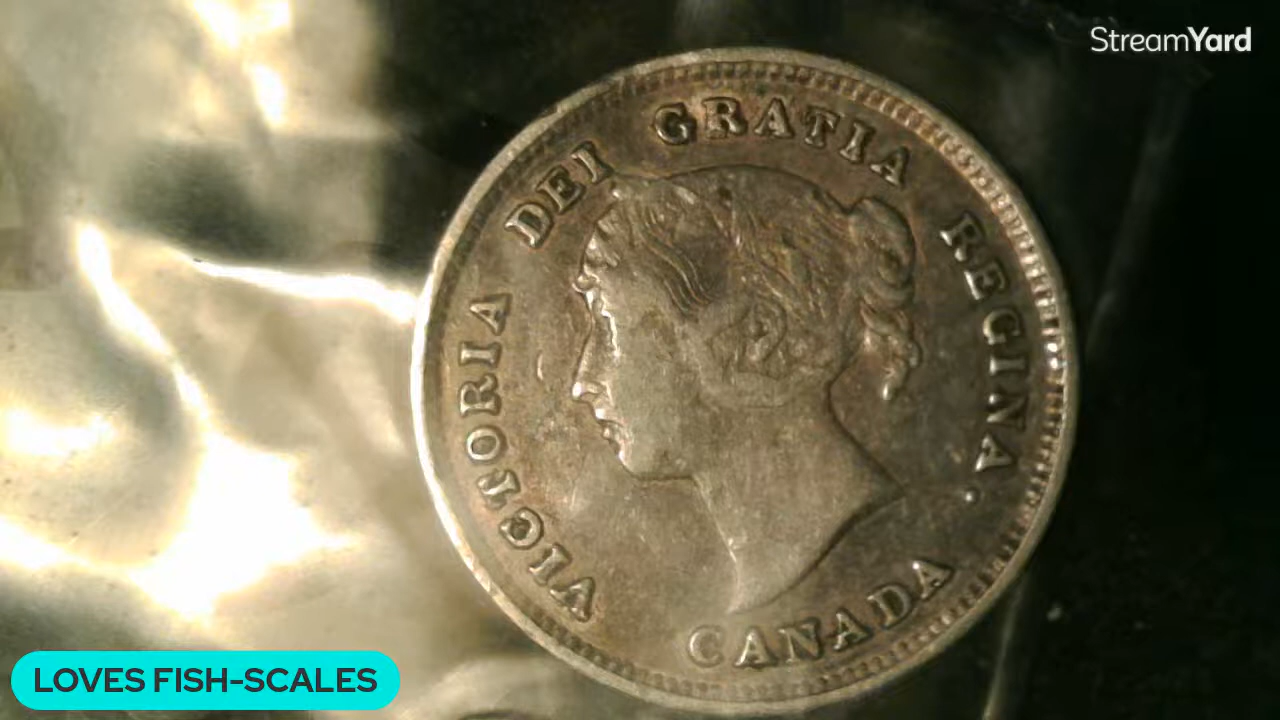 StreamYard
VICTORIA DEI GRATIA REGINA.
CANADA
LOVES FISH-SCALES